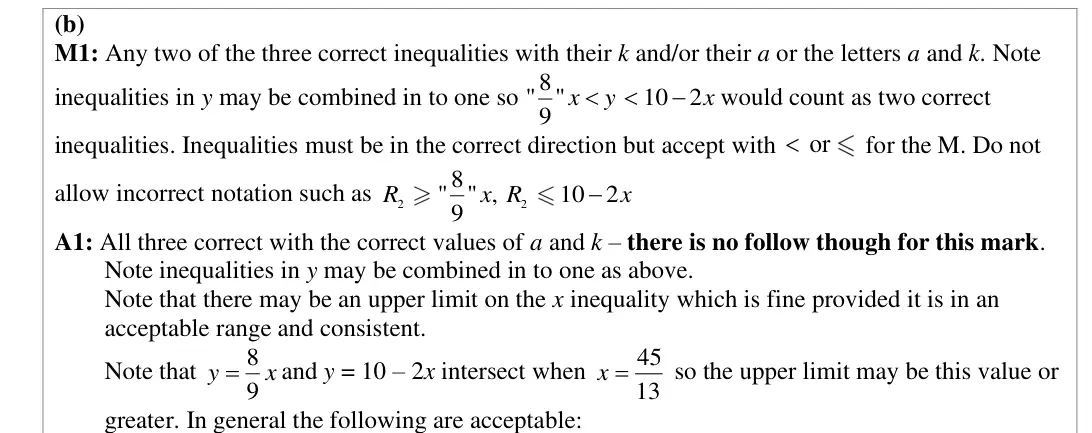 (b)
M1: Any two of the three correct inequalities with their k and/or their a or the letters a and k. Note
inequalities in y may be combined in to one so "8/9"x < y < 10 – 2x would count as two correct
inequalities. Inequalities must be in the correct direction but accept with < or ⩽ for the M. Do not
allow incorrect notation such as R₂ ⩾ "8/9"x, R₂ ⩽ 10 – 2x
A1: All three correct with the correct values of a and k – there is no follow though for this mark.
Note inequalities in y may be combined in to one as above.
Note that there may be an upper limit on the x inequality which is fine provided it is in an
acceptable range and consistent.
Note that y = 8/9 x and y = 10 – 2x intersect when x = 45/13 so the upper limit may be this value or
greater. In general the following are acceptable: